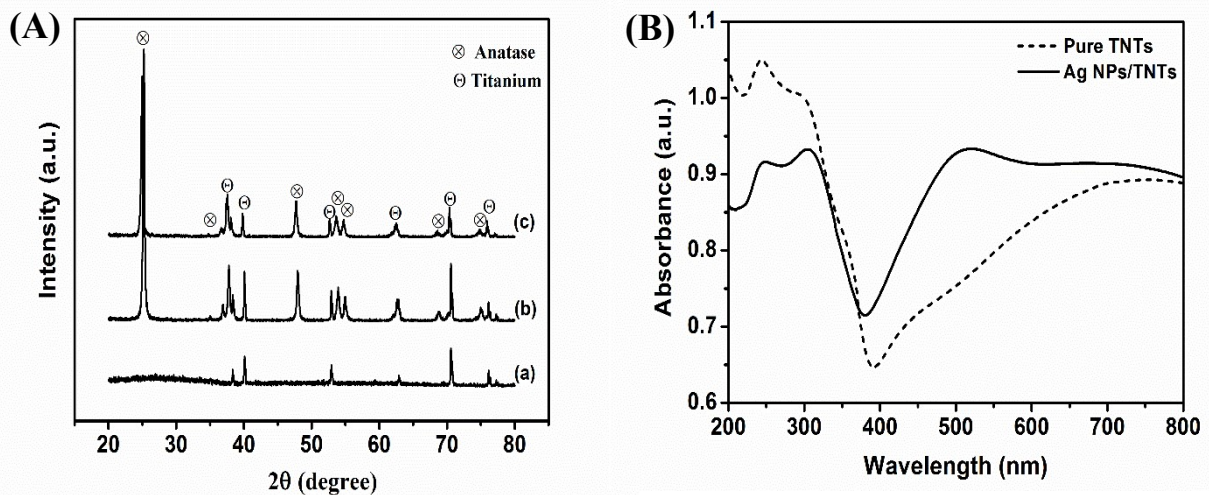 (A)
⊗ Anatase
Θ Titanium
(c)
(b)
(a)
Intensity (a.u.)
20 30 40 50 60 70 80
2θ (degree)
(B)
Pure TNTs
Ag NPs/TNTs
1.1
1.0
0.9
0.8
0.7
0.6
Absorbance (a.u.)
200 300 400 500 600 700 800
Wavelength (nm)